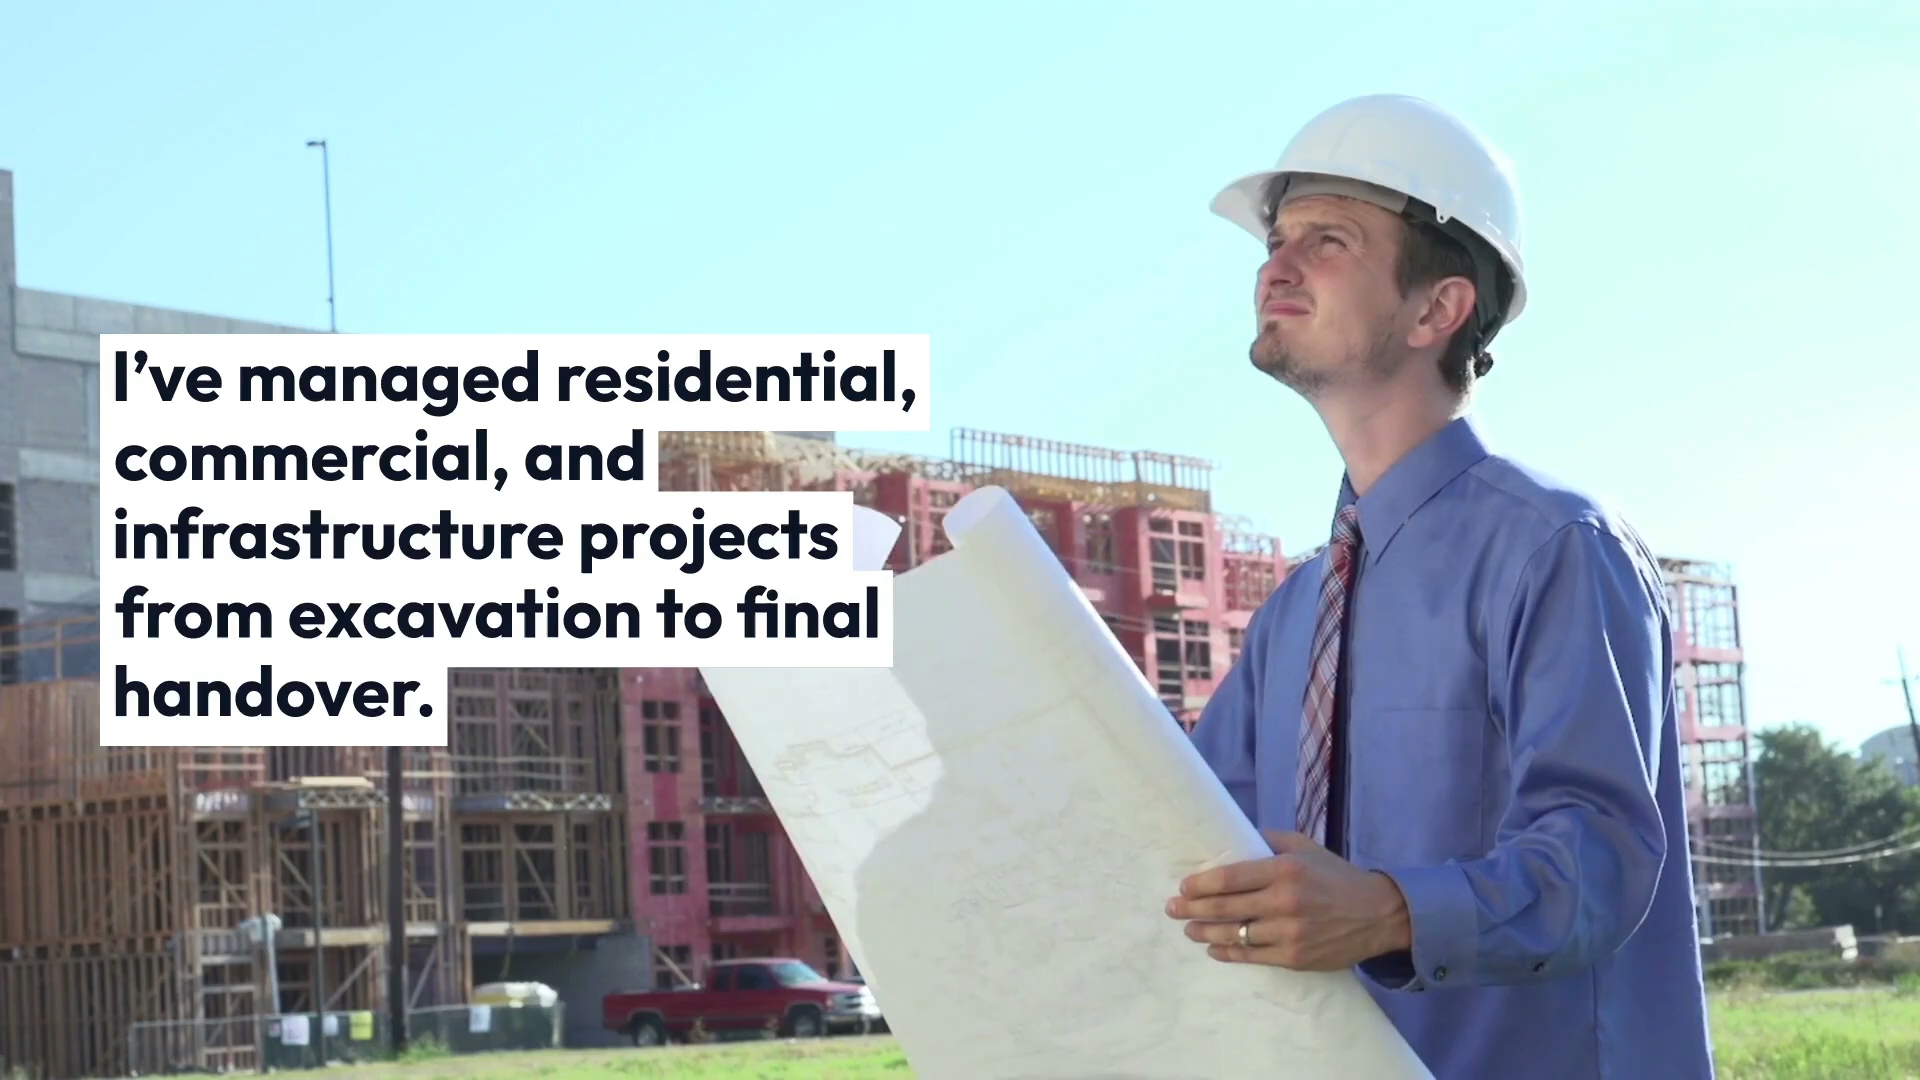 I’ve managed residential,
commercial, and
infrastructure projects
from excavation to final
handover.